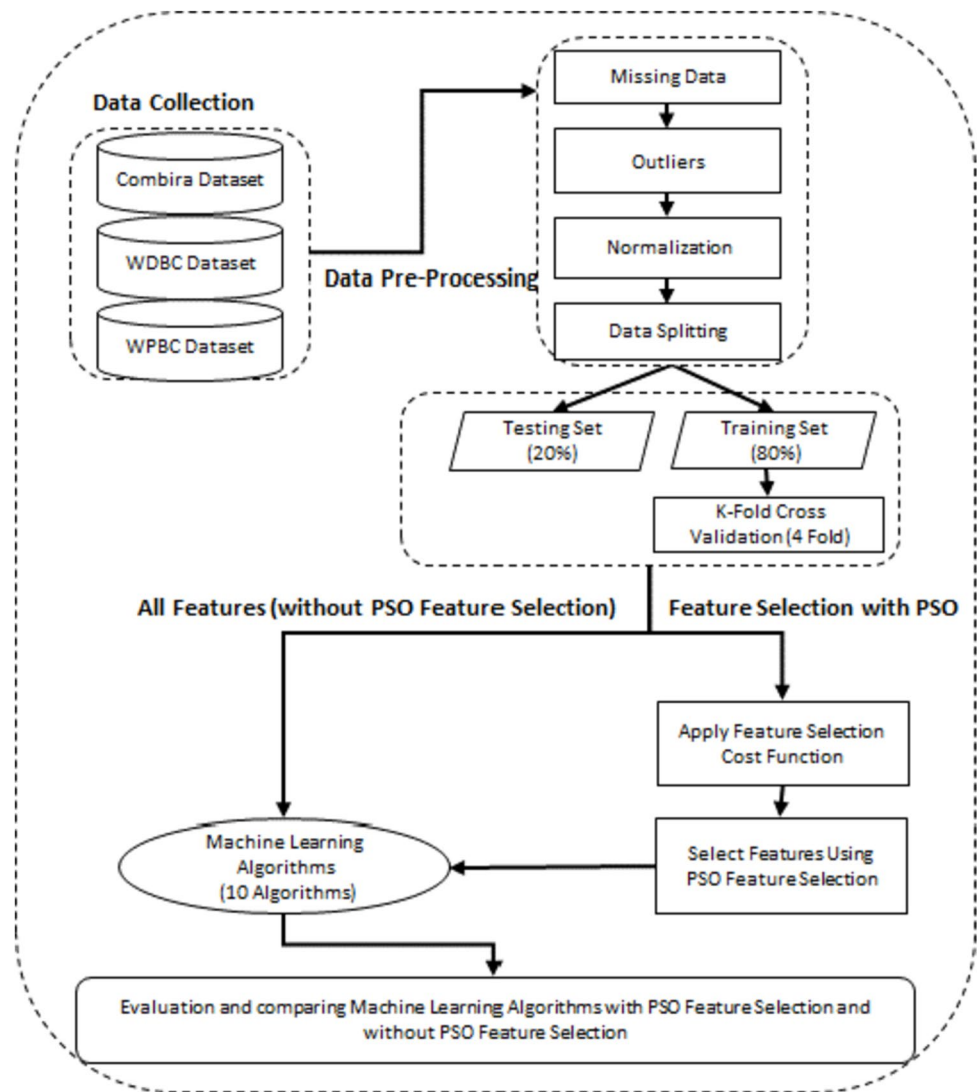 Data Collection
Combira Dataset
WDBC Dataset
WPBC Dataset
Data Pre-Processing
Missing Data
Outliers
Normalization
Data Splitting
Testing Set
(20%)
Training Set
(80%)
K-Fold Cross
Validation (4 Fold)
All Features (without PSO Feature Selection)
Feature Selection with PSO
Apply Feature Selection
Cost Function
Select Features Using
PSO Feature Selection
Machine Learning
Algorithms
(10 Algorithms)
Evaluation and comparing Machine Learning Algorithms with PSO Feature Selection and
without PSO Feature Selection